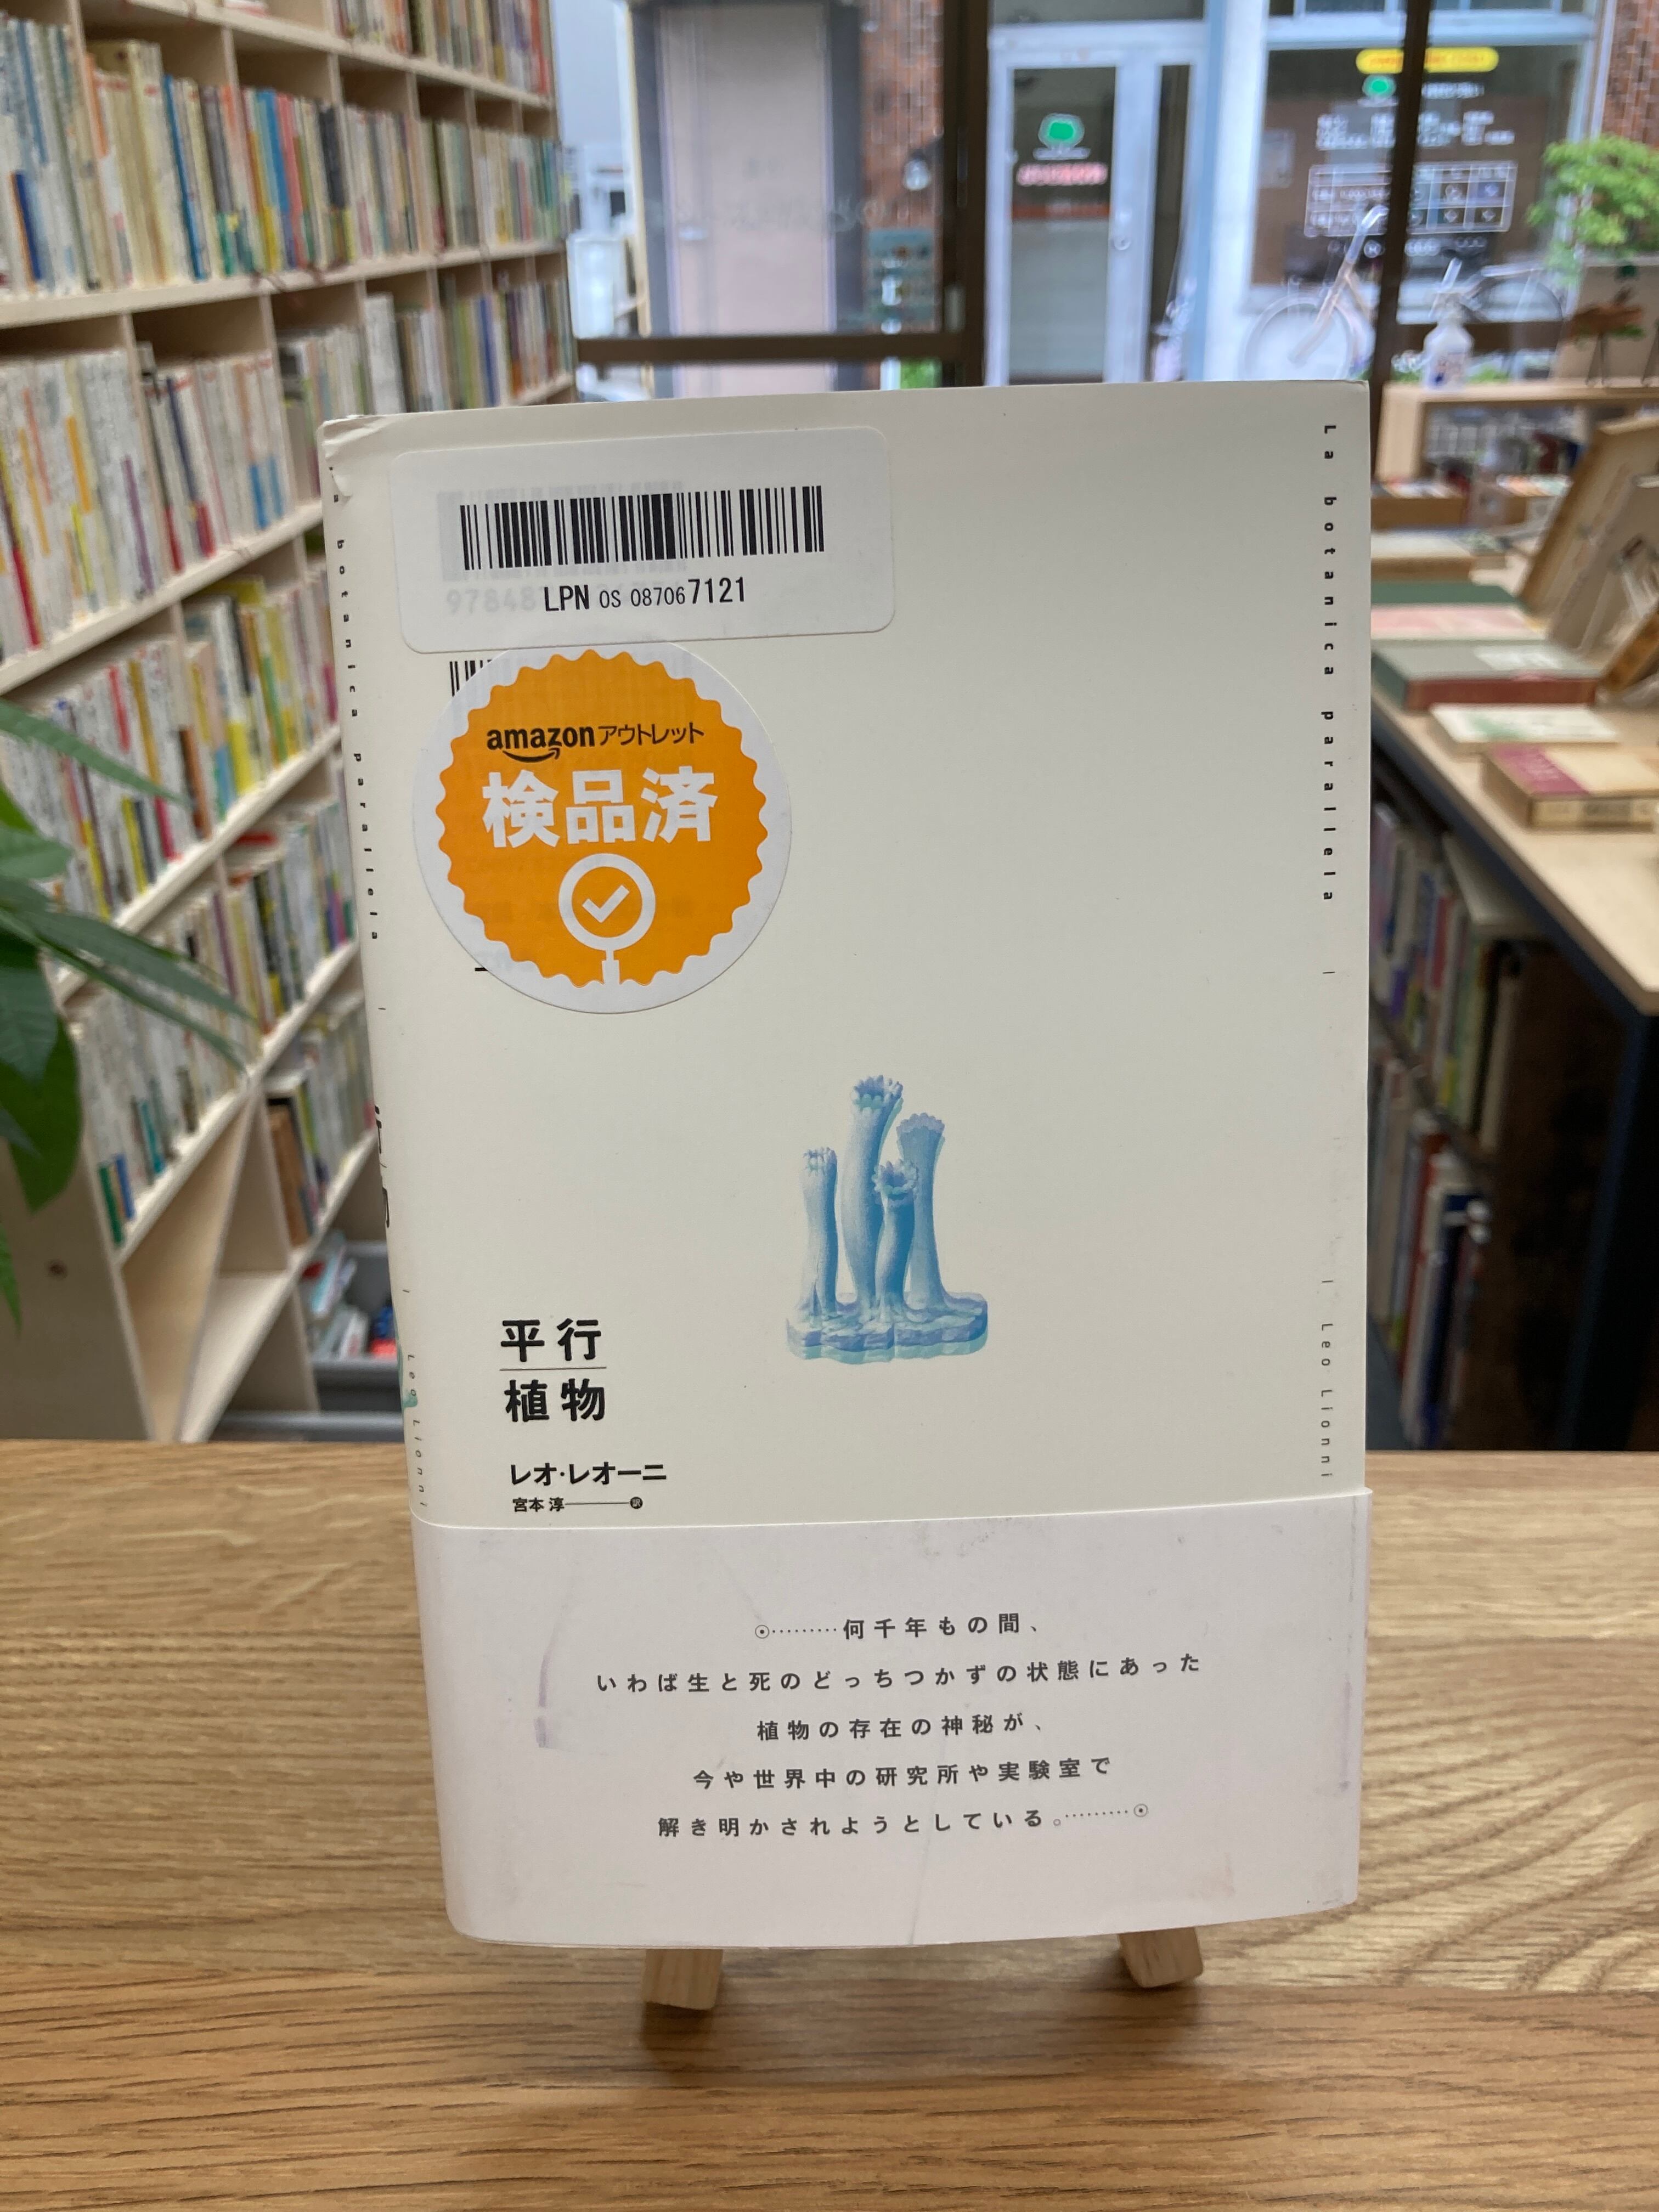 LPN OS 087067121
amazonアウトレット
検品済
La botanica parallela
Leo Lionni
La botanica parallela
Leo Lionni
平行
植物
レオ・レオーニ
宮本 淳 訳
何千年もの間、
いわば生と死のどっちつかずの状態にあった
植物の存在の神秘が、
今や世界中の研究所や実験室で
解き明かされようとしている。